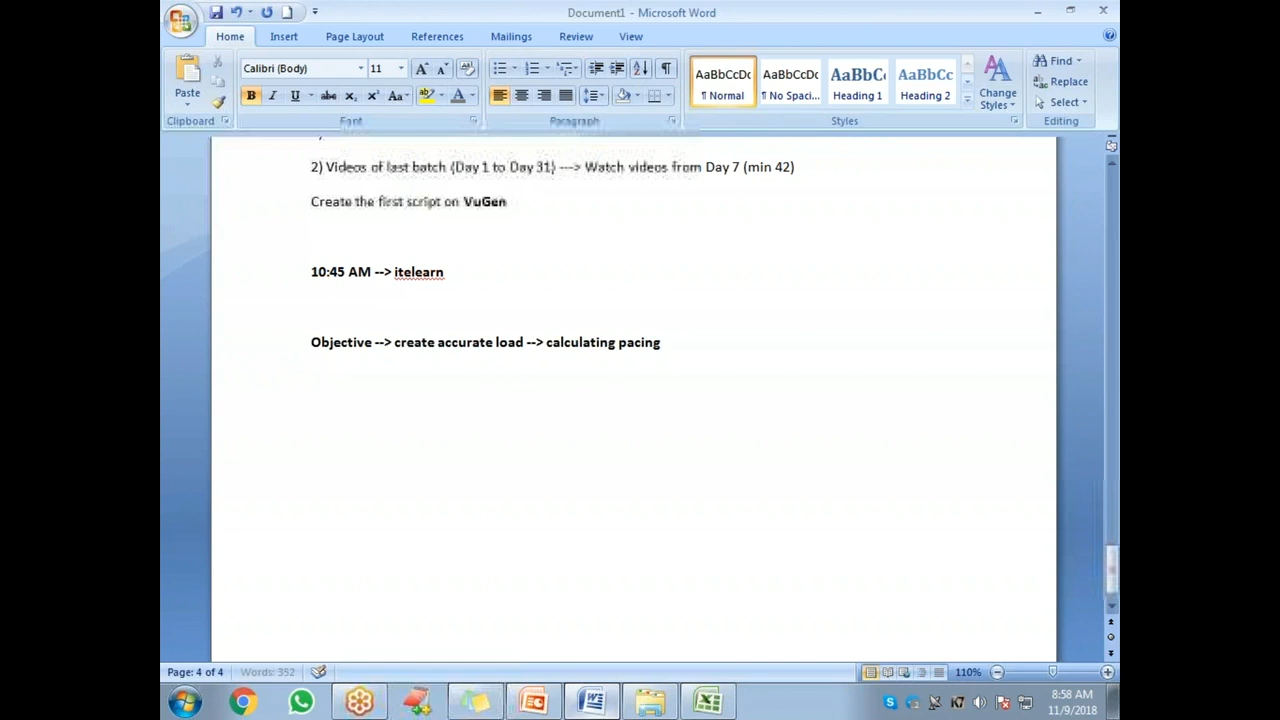 Document1 - Microsoft Word
Home Insert Page Layout References Mailings Review View
Calibri (Body) 11
Paste
Clipboard Font Paragraph Styles Editing
AaBbCcDc AaBbCcDc AaBbC AaBbCc
¶ Normal ¶ No Spaci... Heading 1 Heading 2
Change Styles
Find
Replace
Select
2) Videos of last batch (Day 1 to Day 31) ---> Watch videos from Day 7 (min 42)
Create the first script on VuGen
10:45 AM --> itelearn
Objective --> create accurate load --> calculating pacing
Page: 4 of 4 Words: 352 110%
8:58 AM
11/9/2018